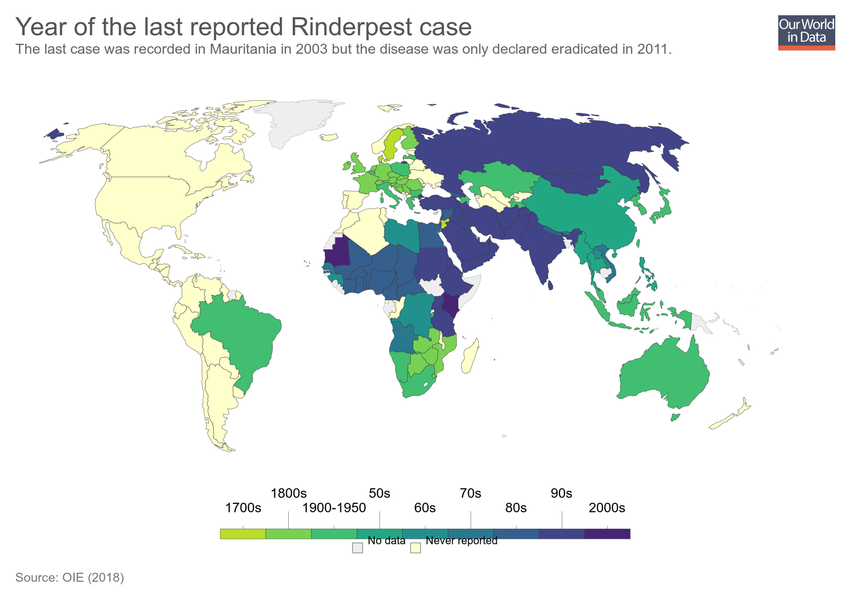 Year of the last reported Rinderpest case
The last case was recorded in Mauritania in 2003 but the disease was only declared eradicated in 2011.
Our World
in Data
1800s 50s 70s 90s
1700s 1900-1950 60s 80s 2000s
No data Never reported
Source: OIE (2018)